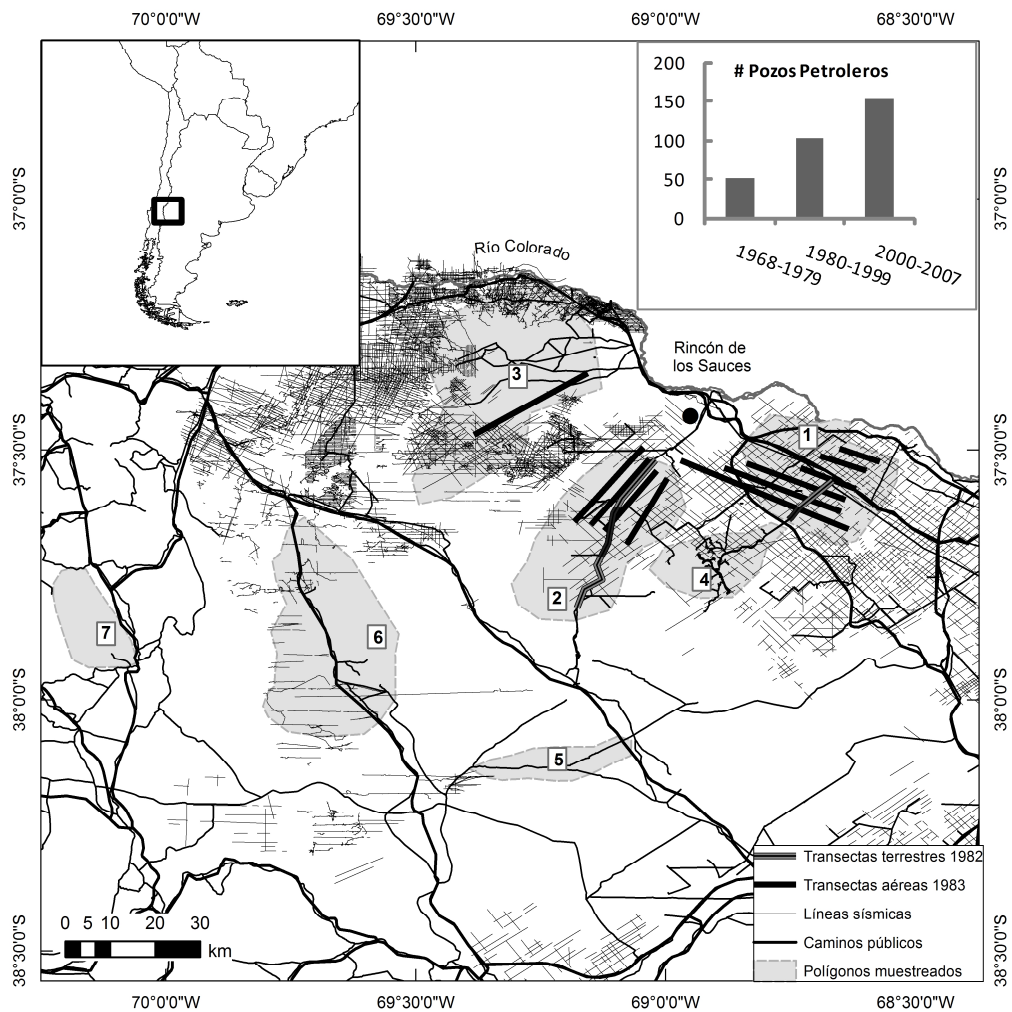 70°0'0"W
69°30'0"W
69°0'0"W
68°30'0"W
200
150
100
50
0
# Pozos Petroleros
1968-1979
1980-1999
2000-2007
37°0'0"S
37°0'0"S
Río Colorado
Rincón de
los Sauces
3
1
37°30'0"S
37°30'0"S
4
2
7
6
38°0'0"S
38°0'0"S
5
Transectas terrestres 1982
Transectas aéreas 1983
Líneas sísmicas
Caminos públicos
Polígonos muestreados
0 5 10 20 30
km
38°30'0"S
38°30'0"S
70°0'0"W
69°30'0"W
69°0'0"W
68°30'0"W